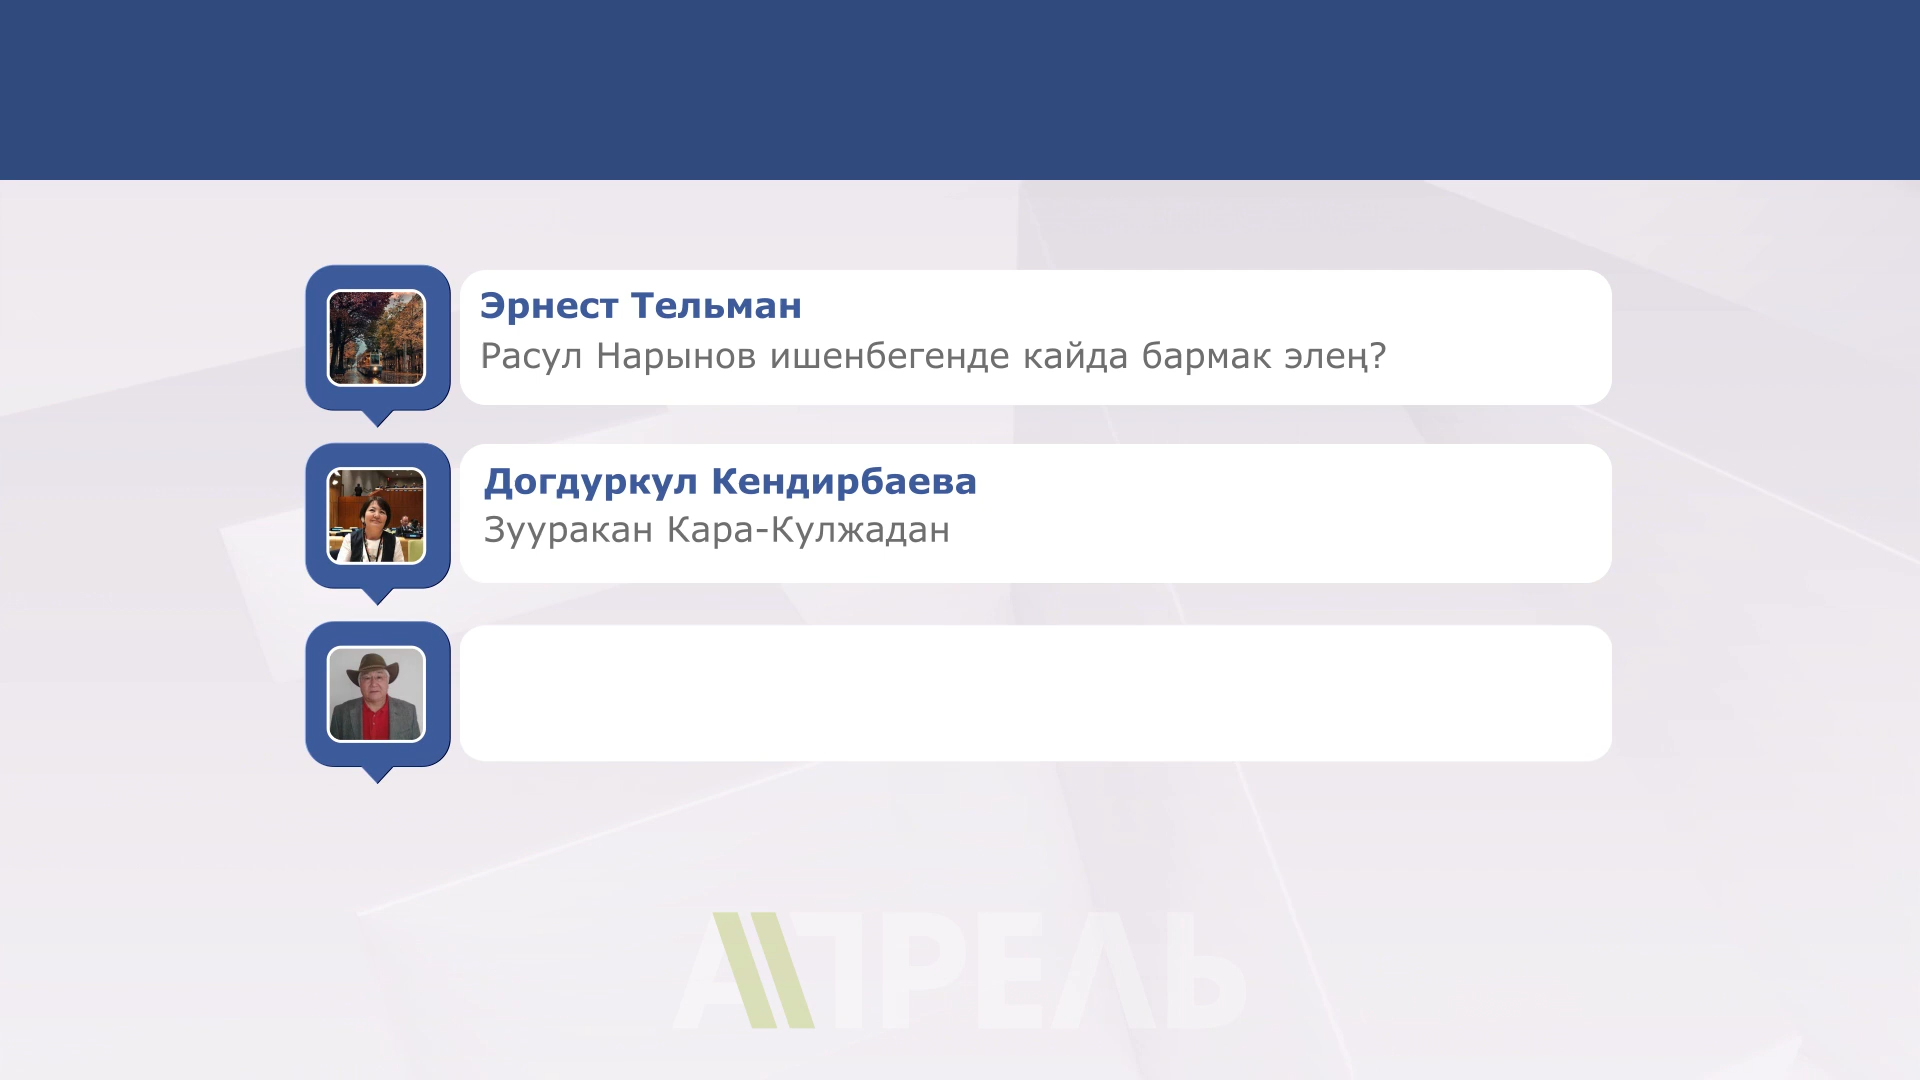 Эрнест Тельман
Расул Нарынов ишенбегенде кайда бармак элең?
Догдуркул Кендирбаева
Зууракан Кара-Кулжадан
АПРЕЛЬ